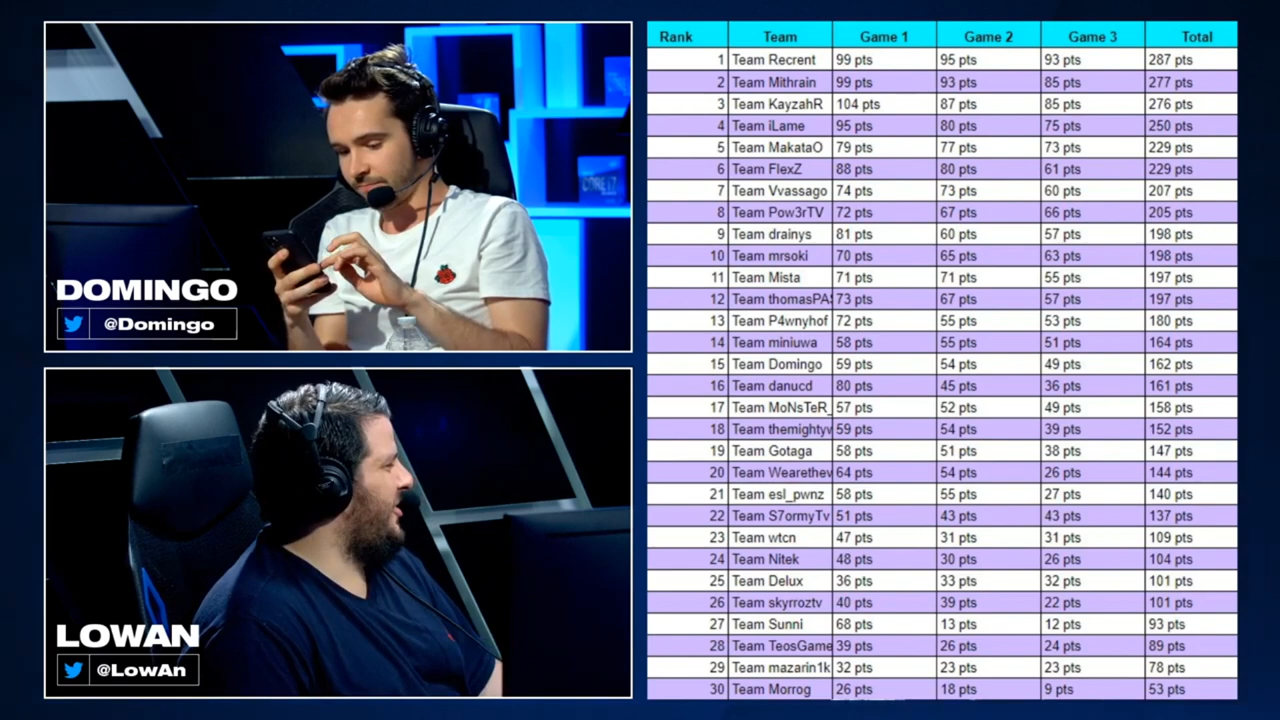 CORE i7
DOMINGO
@Domingo
LOWAN
@LowAn
Rank Team Game 1 Game 2 Game 3 Total
1 Team Recrent 99 pts 95 pts 93 pts 287 pts
2 Team Mithrain 99 pts 93 pts 85 pts 277 pts
3 Team KayzahR 104 pts 87 pts 85 pts 276 pts
4 Team iLame 95 pts 80 pts 75 pts 250 pts
5 Team MakataO 79 pts 77 pts 73 pts 229 pts
6 Team FlexZ 88 pts 80 pts 61 pts 229 pts
7 Team Vvassago 74 pts 73 pts 60 pts 207 pts
8 Team Pow3rTV 72 pts 67 pts 66 pts 205 pts
9 Team drainys 81 pts 60 pts 57 pts 198 pts
10 Team mrsoki 70 pts 65 pts 63 pts 198 pts
11 Team Mista 71 pts 71 pts 55 pts 197 pts
12 Team thomasPA 73 pts 67 pts 57 pts 197 pts
13 Team P4wnyhof 72 pts 55 pts 53 pts 180 pts
14 Team miniuwa 58 pts 55 pts 51 pts 164 pts
15 Team Domingo 59 pts 54 pts 49 pts 162 pts
16 Team danucd 80 pts 45 pts 36 pts 161 pts
17 Team MoNsTeR_ 57 pts 52 pts 49 pts 158 pts
18 Team themightyv 59 pts 54 pts 39 pts 152 pts
19 Team Gotaga 58 pts 51 pts 38 pts 147 pts
20 Team Wearethev 64 pts 54 pts 26 pts 144 pts
21 Team esl_pwnz 58 pts 55 pts 27 pts 140 pts
22 Team S7ormyTv 51 pts 43 pts 43 pts 137 pts
23 Team wtcn 47 pts 31 pts 31 pts 109 pts
24 Team Nitek 48 pts 30 pts 26 pts 104 pts
25 Team Delux 36 pts 33 pts 32 pts 101 pts
26 Team skyrroztv 40 pts 39 pts 22 pts 101 pts
27 Team Sunni 68 pts 13 pts 12 pts 93 pts
28 Team TeosGame 39 pts 26 pts 24 pts 89 pts
29 Team mazarin1k 32 pts 23 pts 23 pts 78 pts
30 Team Morrog 26 pts 18 pts 9 pts 53 pts